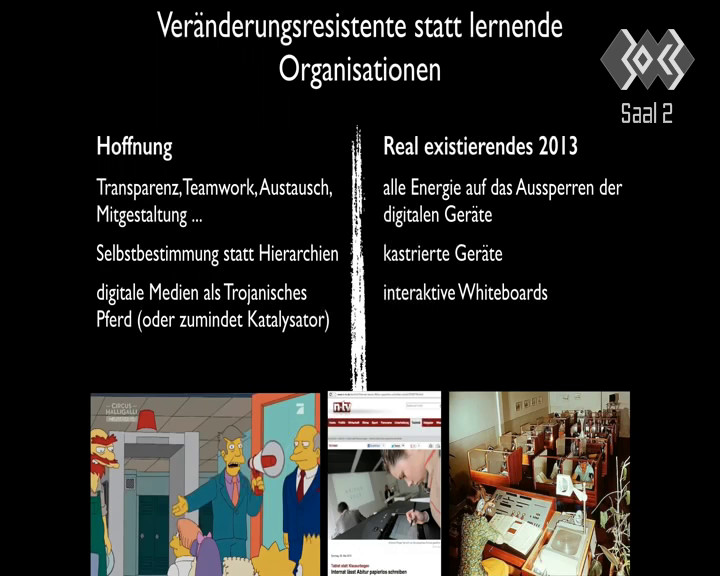 Veränderungsresistente statt lernende
Organisationen
Saal 2
Hoffnung
Transparenz, Teamwork, Austausch,
Mitgestaltung ...
Selbstbestimmung statt Hierarchien
digitale Medien als Trojanisches
Pferd (oder zumindet Katalysator)
Real existierendes 2013
alle Energie auf das Aussperren der
digitalen Geräte
kastrierte Geräte
interaktive Whiteboards
CIRCUS
HALLIGALLI
n-tv
Tablet statt Klausurbogen
Internat lässt Abitur papierlos schreiben